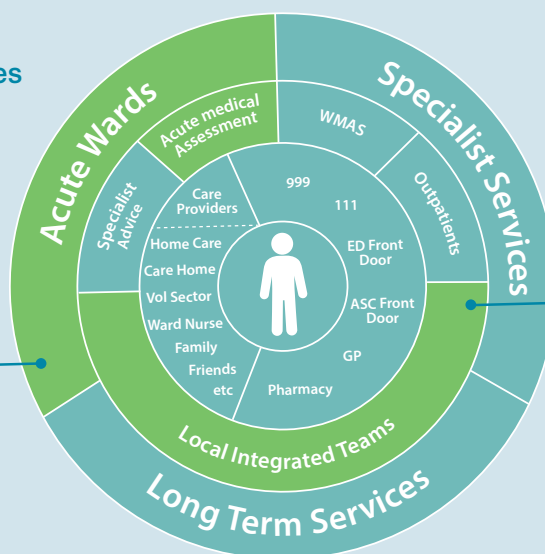 es
Acute Wards
Specialist Services
Long Term Services
Acute medical
Assessment
WMAS
Outpatients
Specialist
Advice
Local Integrated Teams
Care
Providers
Home Care
Care Home
Vol Sector
Ward Nurse
Family
Friends
etc
999
111
ED Front
Door
ASC Front
Door
GP
Pharmacy